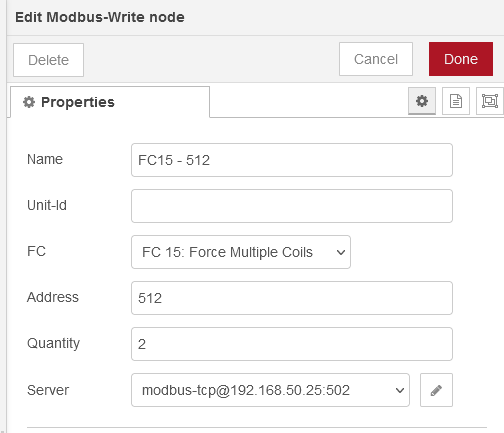 Edit Modbus-Write node
Delete
Cancel
Done
Properties
Name
FC15 - 512
Unit-Id
FC
FC 15: Force Multiple Coils
Address
512
Quantity
2
Server
modbus-tcp@192.168.50.25:502